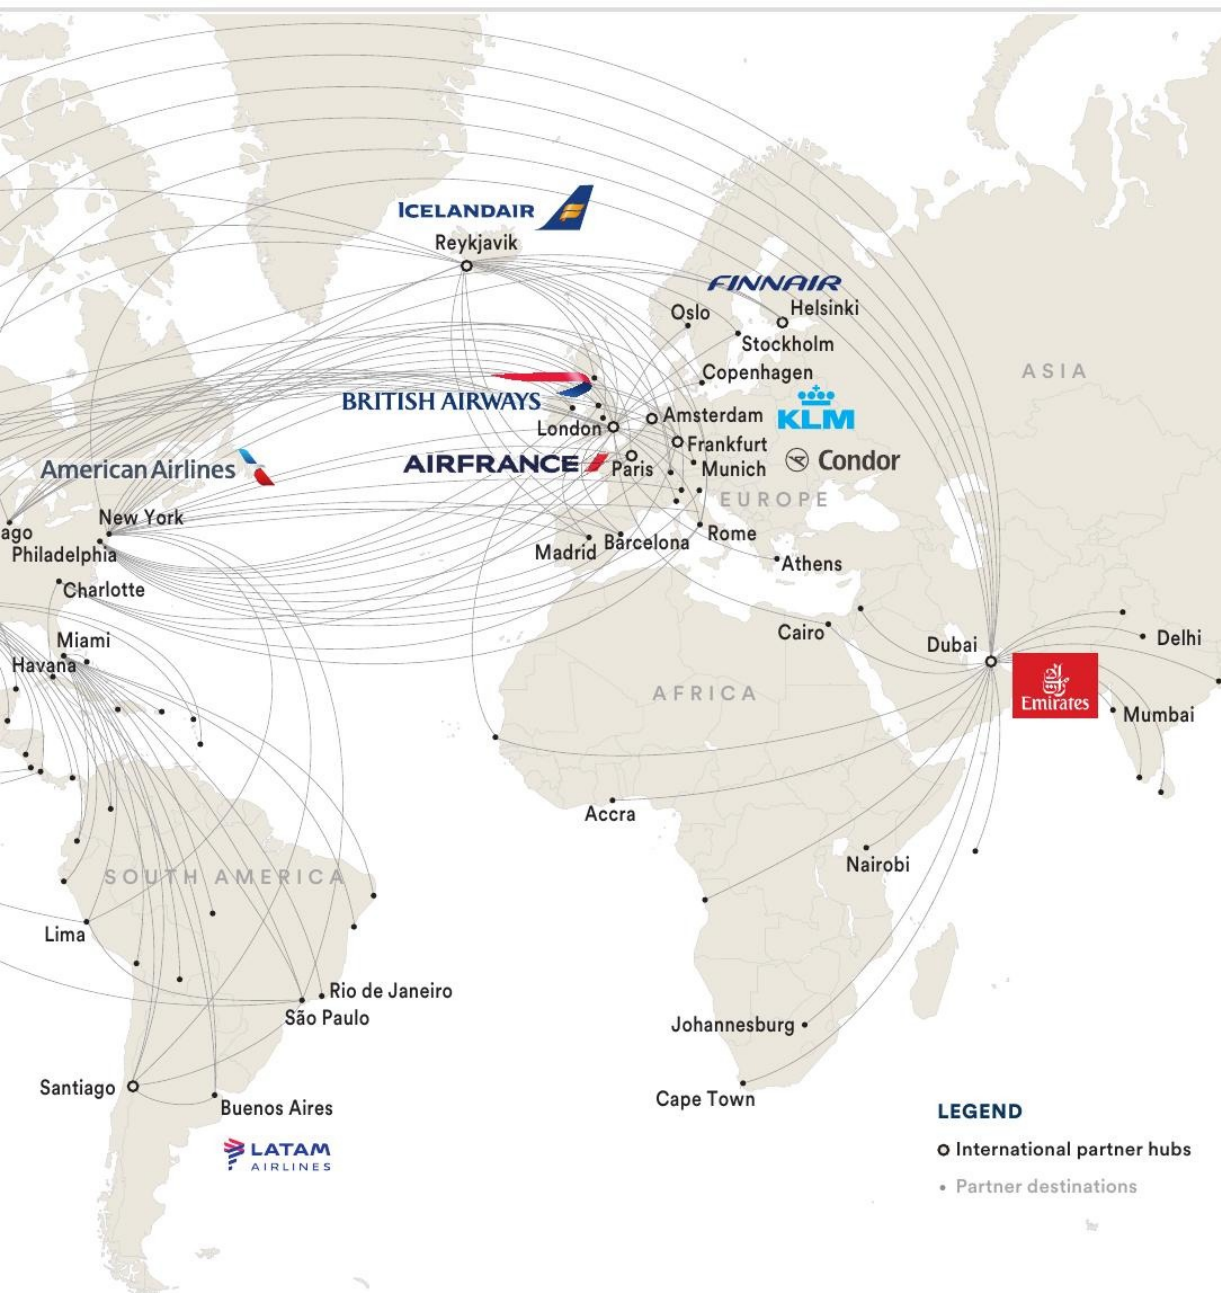 ICELANDAIR
Reykjavik
FINNAIR
Helsinki
Oslo
Stockholm
ASIA
Copenhagen
BRITISH AIRWAYS
Amsterdam
KLM
London
Frankfurt
AIRFRANCE
Paris
Munich
Condor
American Airlines
EUROPE
New York
ago
Philadelphia
Madrid
Barcelona
Rome
Athens
Charlotte
Miami
Havana
Cairo
Dubai
Delhi
AFRICA
Emirates
Mumbai
Accra
Nairobi
SOUTH AMERICA
Lima
Rio de Janeiro
São Paulo
Johannesburg
Santiago
Buenos Aires
Cape Town
LATAM
AIRLINES
LEGEND
International partner hubs
Partner destinations